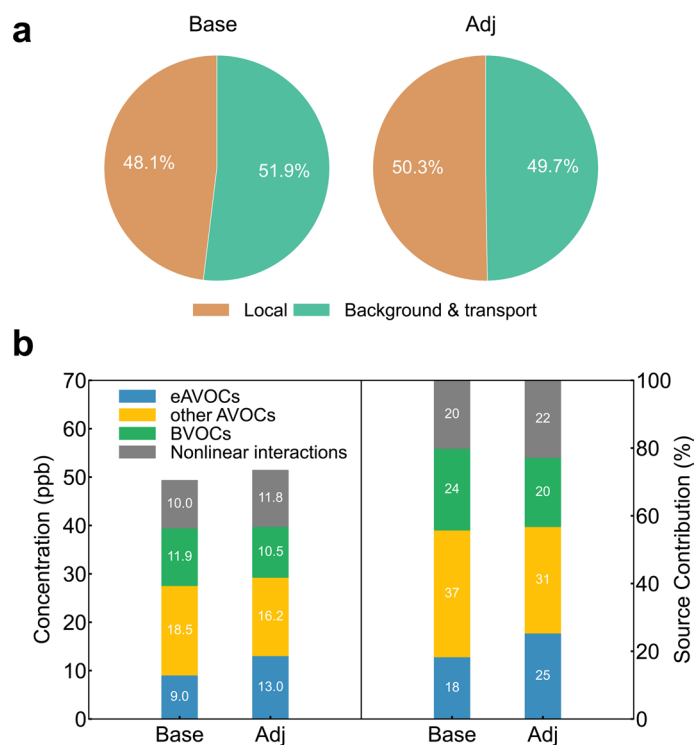 a
Base
Adj
48.1%
51.9%
50.3%
49.7%
Local
Background & transport
b
Concentration (ppb)
70
60
50
40
30
20
10
0
eAVOCs
other AVOCs
BVOCs
Nonlinear interactions
10.0
11.9
18.5
9.0
11.8
10.5
16.2
13.0
Base
Adj
20
24
37
18
22
20
31
25
Base
Adj
100
80
60
40
20
0
Source Contribution (%)